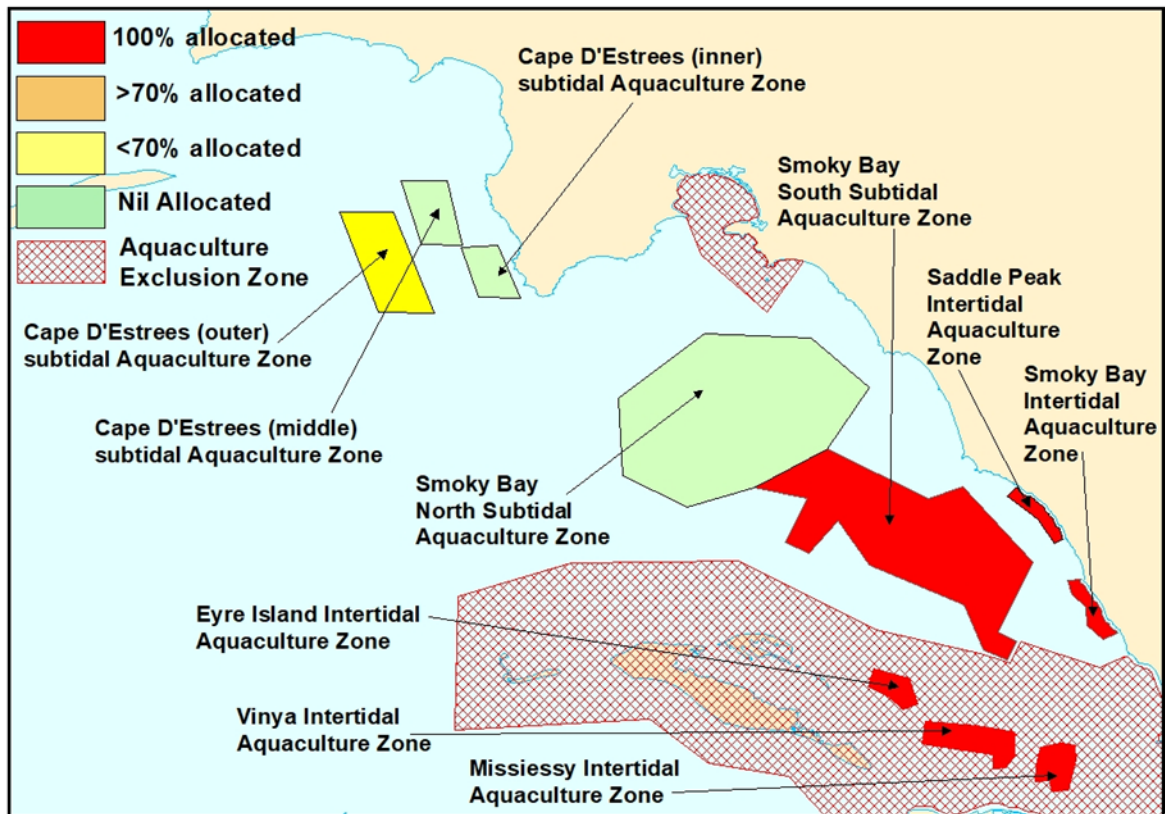 100% allocated
>70% allocated
<70% allocated
Nil Allocated
Aquaculture
Exclusion Zone
Cape D'Estrees (inner)
subtidal Aquaculture Zone
Smoky Bay
South Subtidal
Aquaculture Zone
Saddle Peak
Intertidal
Aquaculture
Zone
Smoky Bay
Intertidal
Aquaculture
Zone
Cape D'Estrees (outer)
subtidal Aquaculture Zone
Cape D'Estrees (middle)
subtidal Aquaculture Zone
Smoky Bay
North Subtidal
Aquaculture Zone
Eyre Island Intertidal
Aquaculture Zone
Vinya Intertidal
Aquaculture Zone
Missiessy Intertidal
Aquaculture Zone